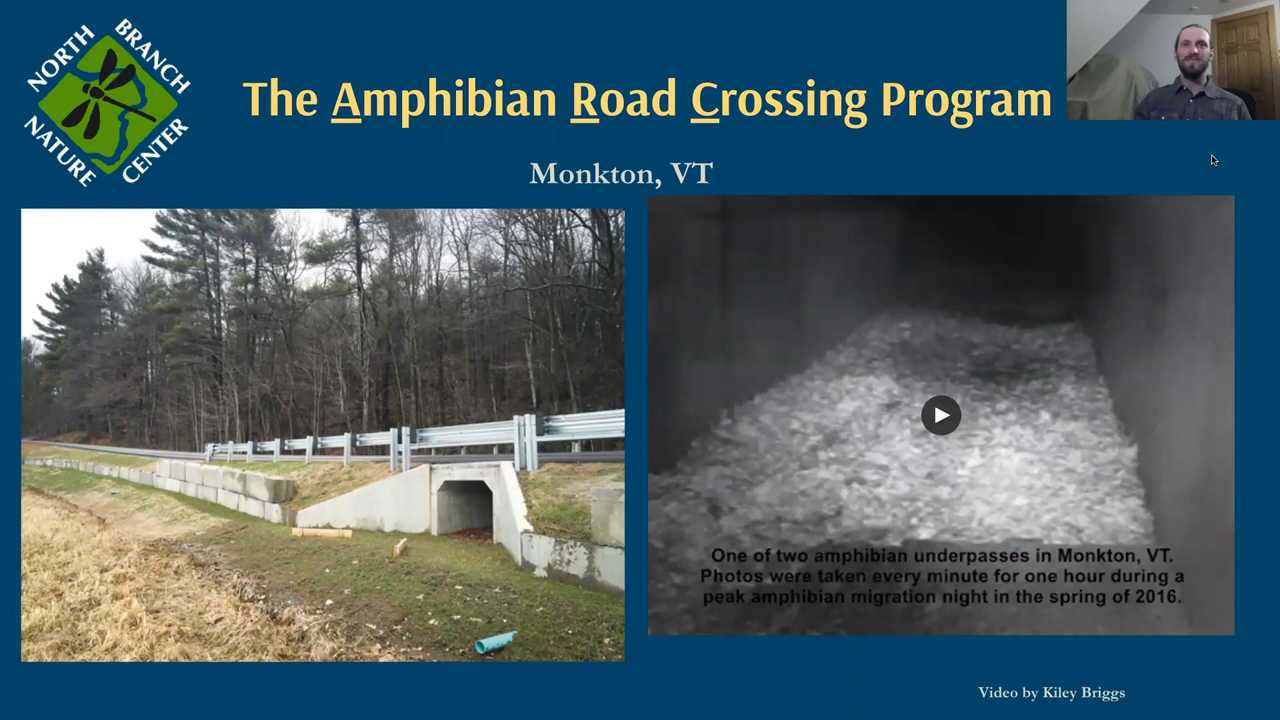 NORTH BRANCH
NATURE CENTER
The Amphibian Road Crossing Program
Monkton, VT
One of two amphibian underpasses in Monkton, VT.
Photos were taken every minute for one hour during a
peak amphibian migration night in the spring of 2016.
Video by Kiley Briggs